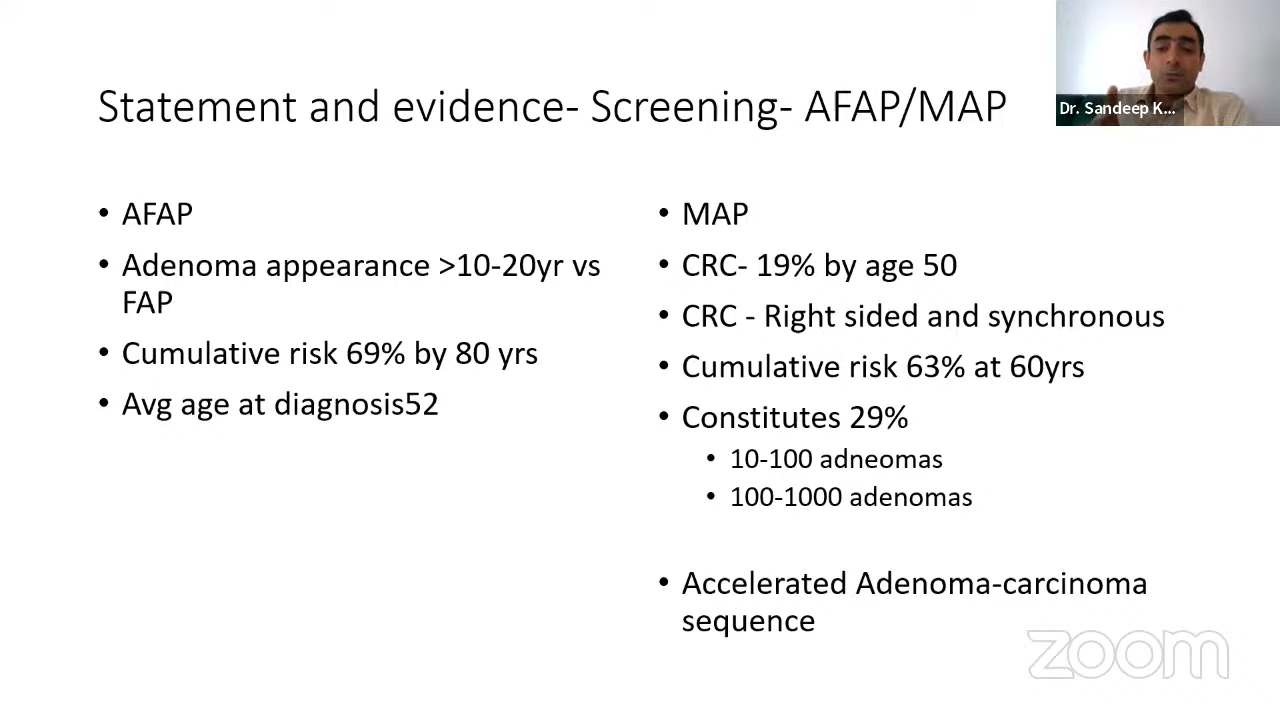 Statement and evidence- Screening- AFAP/MAP
Dr. Sandeep K...
• AFAP
• Adenoma appearance >10-20yr vs
FAP
• Cumulative risk 69% by 80 yrs
• Avg age at diagnosis52
• MAP
• CRC- 19% by age 50
• CRC - Right sided and synchronous
• Cumulative risk 63% at 60yrs
• Constitutes 29%
• 10-100 adneomas
• 100-1000 adenomas
• Accelerated Adenoma-carcinoma
sequence
zoom